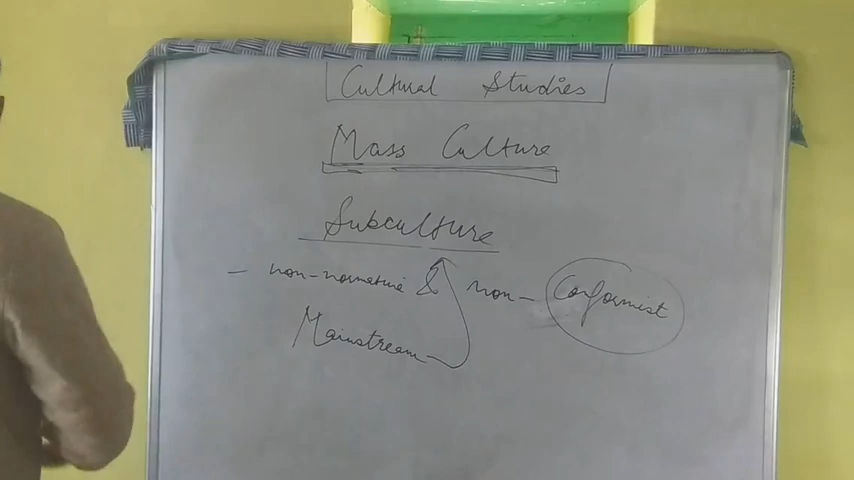 Cultural Studies
Mass Culture
Subculture
- non-normative & non-Conformist
Mainstream